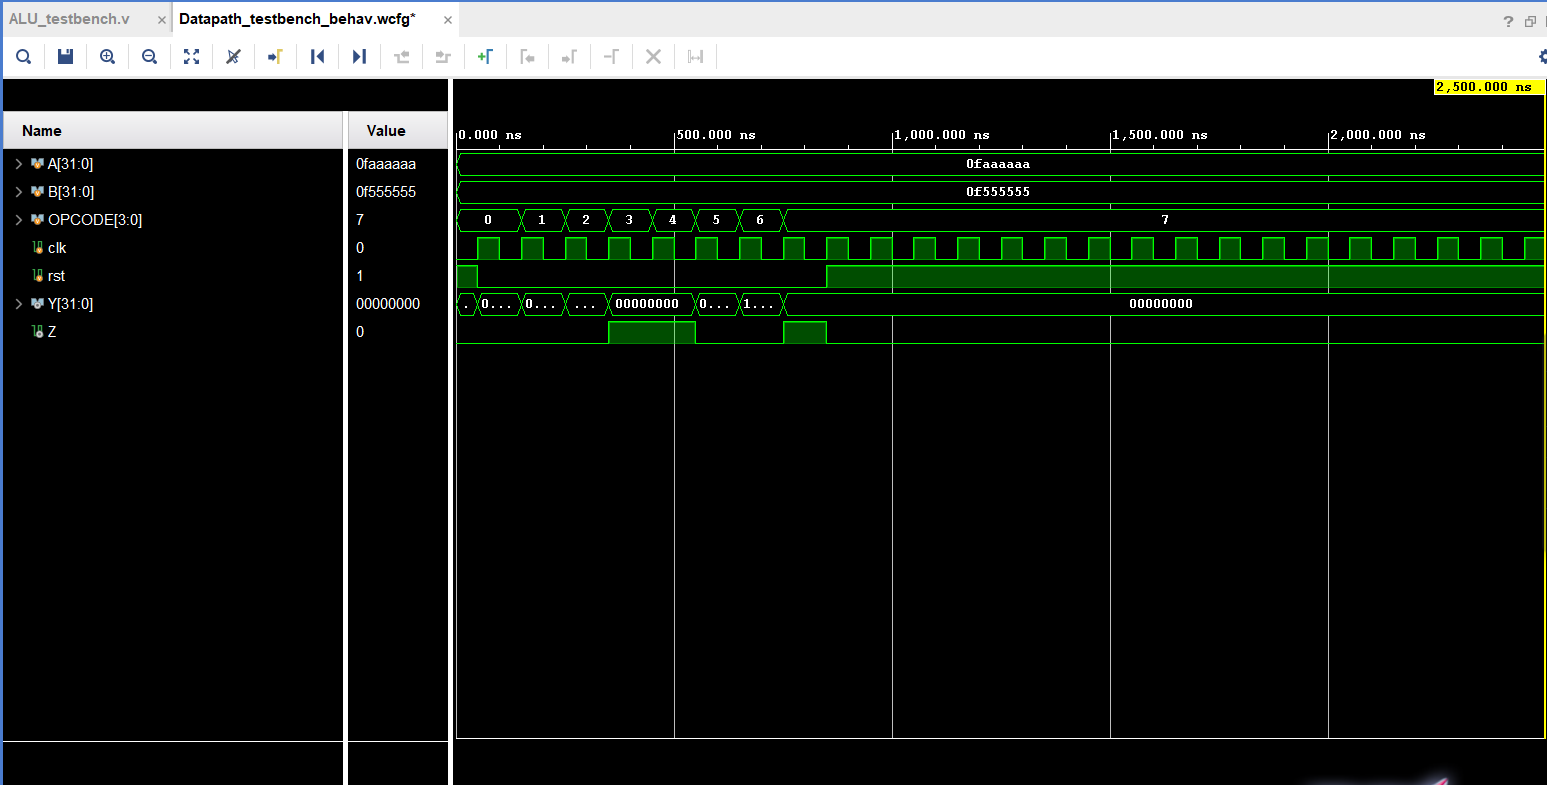 ALU_testbench.v × Datapath_testbench_behav.wcfg* ×
?
2,500.000 ns
Name Value
0.000 ns 500.000 ns 1,000.000 ns 1,500.000 ns 2,000.000 ns
A[31:0] 0faaaaaa 0faaaaaa
B[31:0] 0f555555 0f555555
OPCODE[3:0] 7 0 1 2 3 4 5 6 7
clk 0
rst 1
Y[31:0] 00000000 . 0... 0... ... 00000000 0... 1... 00000000
Z 0